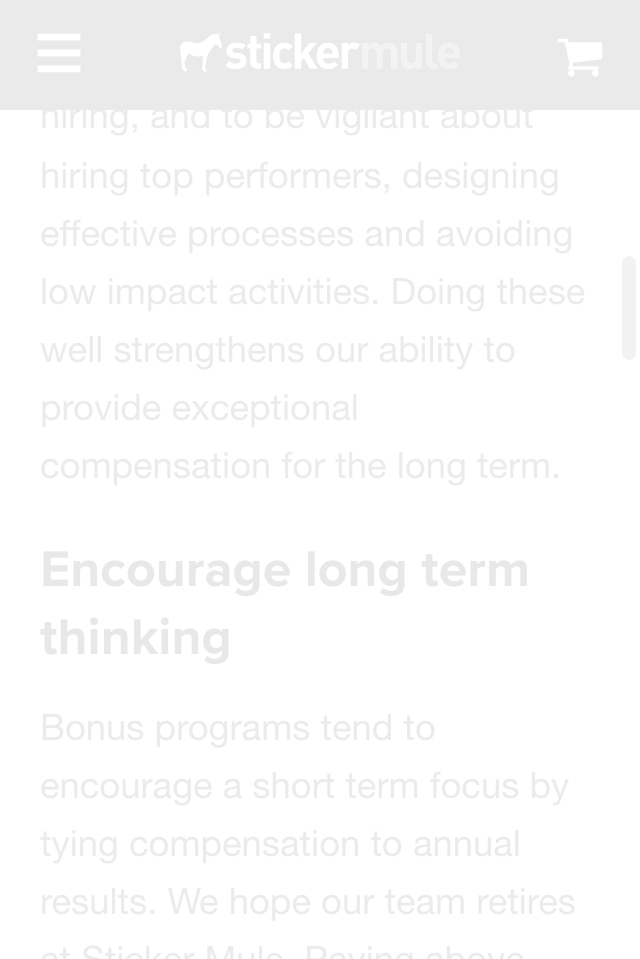 stickermule
hiring, and to be vigilant about
hiring top performers, designing
effective processes and avoiding
low impact activities. Doing these
well strengthens our ability to
provide exceptional
compensation for the long term.
Encourage long term
thinking
Bonus programs tend to
encourage a short term focus by
tying compensation to annual
results. We hope our team retires
at Sticker Mule. Paying above